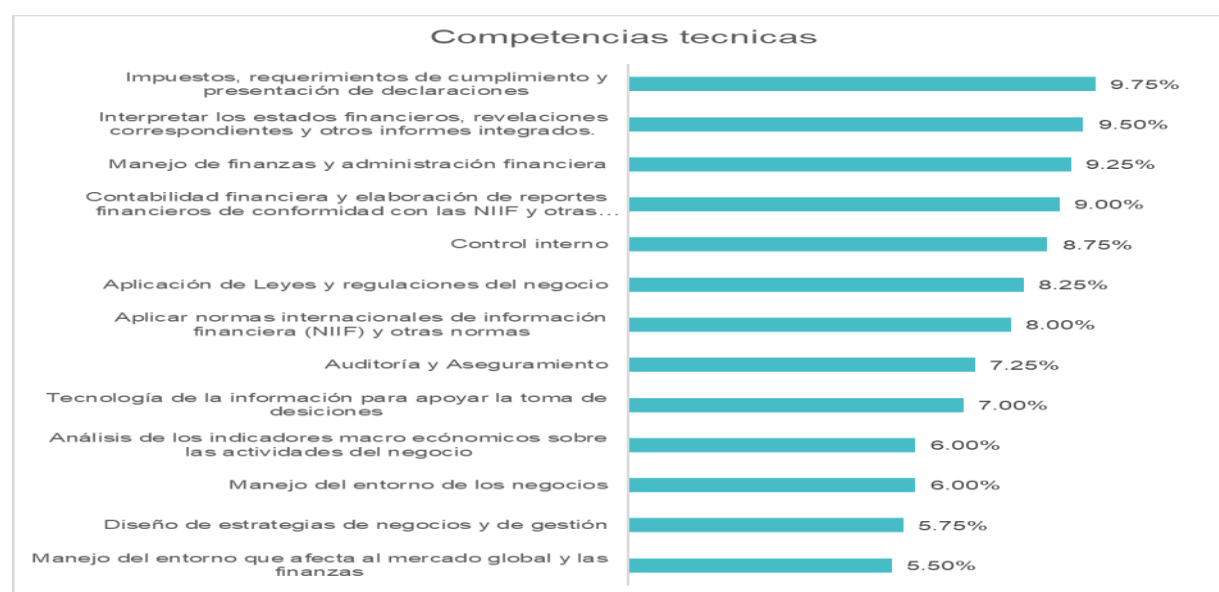 Competencias tecnicas
Impuestos, requerimientos de cumplimiento y
presentación de declaraciones
9.75%
Interpretar los estados financieros, revelaciones
correspondientes y otros informes integrados.
9.50%
Manejo de finanzas y administración financiera
9.25%
Contabilidad financiera y elaboración de reportes
financieros de conformidad con las NIIF y otras...
9.00%
Control interno
8.75%
Aplicación de Leyes y regulaciones del negocio
8.25%
Aplicar normas internacionales de información
financiera (NIIF) y otras normas
8.00%
Auditoría y Aseguramiento
7.25%
Tecnología de la información para apoyar la toma de
desiciones
7.00%
Análisis de los indicadores macro ecónomicos sobre
las actividades del negocio
6.00%
Manejo del entorno de los negocios
6.00%
Diseño de estrategias de negocios y de gestión
5.75%
Manejo del entorno que afecta al mercado global y las
finanzas
5.50%